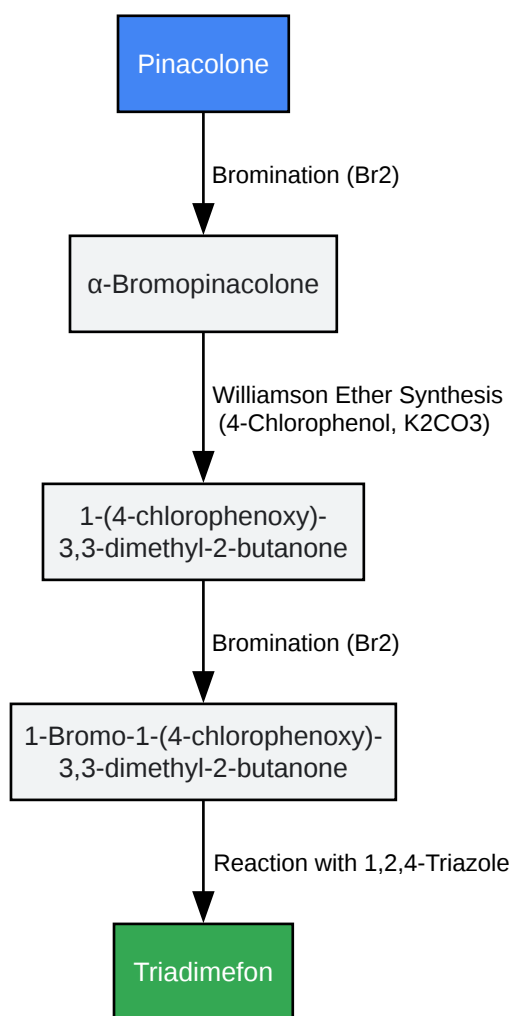 Pinacolone
Bromination (Br2)
α-Bromopinacolone
Williamson Ether Synthesis
(4-Chlorophenol, K2CO3)
1-(4-chlorophenoxy)-
3,3-dimethyl-2-butanone
Bromination (Br2)
1-Bromo-1-(4-chlorophenoxy)-
3,3-dimethyl-2-butanone
Reaction with 1,2,4-Triazole
Triadimefon